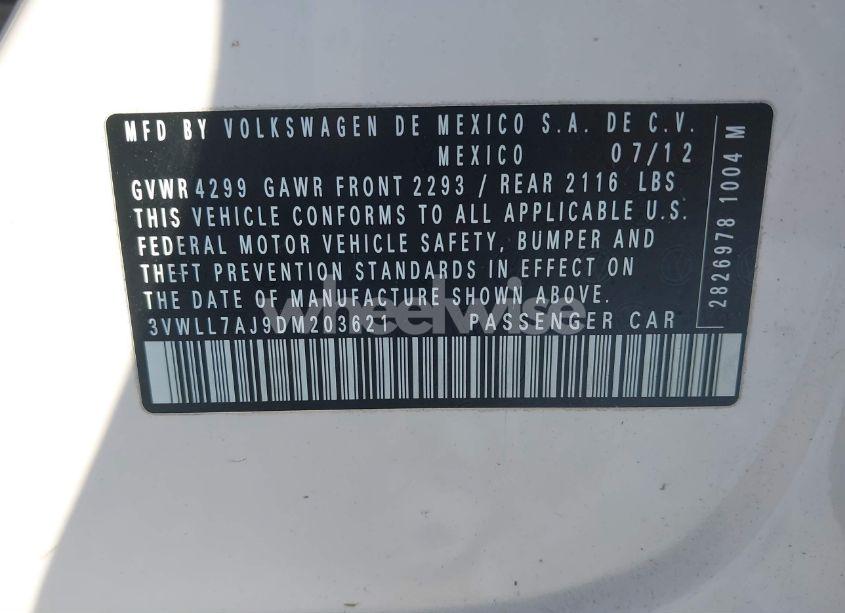 MFD BY VOLKSWAGEN DE MEXICO S.A. DE C.V.
MEXICO 07/12
GVWR 4299 GAWR FRONT 2293 / REAR 2116 LBS
THIS VEHICLE CONFORMS TO ALL APPLICABLE U.S.
FEDERAL MOTOR VEHICLE SAFETY, BUMPER AND
THEFT PREVENTION STANDARDS IN EFFECT ON
THE DATE OF MANUFACTURE SHOWN ABOVE.
3VWLL7AJ9DM203621 PASSENGER CAR
2826978 1004 M
wheelwise